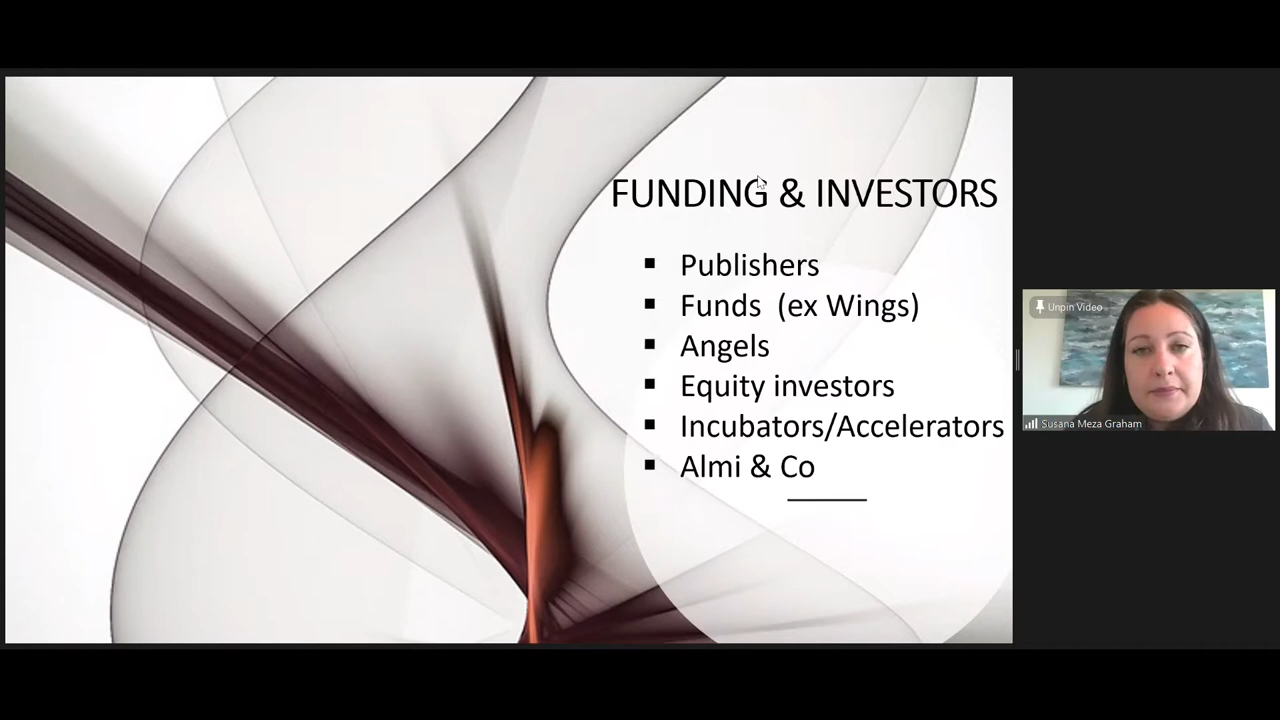 FUNDING & INVESTORS
▪ Publishers
▪ Funds (ex Wings)
▪ Angels
▪ Equity investors
▪ Incubators/Accelerators
▪ Almi & Co
Unpin Video
Susana Meza Graham